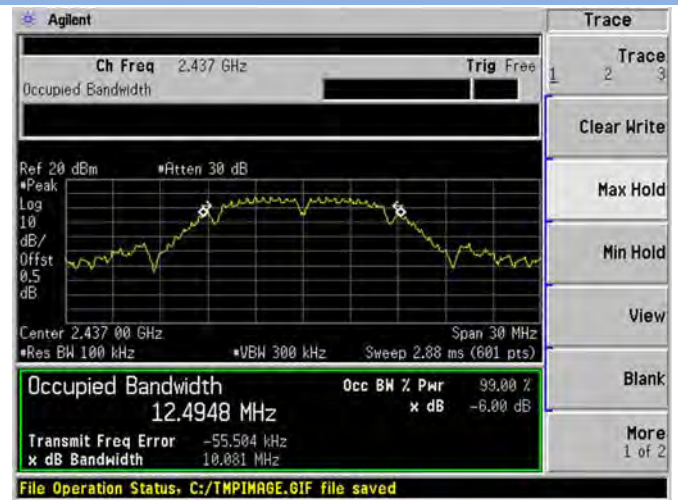 Agilent
Trace
Ch Freq 2.437 GHz Trig Free
Occupied Bandwidth
Trace
1 2 3
Clear Write
Max Hold
Min Hold
View
Blank
More
1 of 2
Ref 20 dBm *Atten 30 dB
*Peak
Log
10
dB/
Offst
0.5
dB
Center 2.437 00 GHz Span 30 MHz
*Res BW 100 kHz *VBW 300 kHz Sweep 2.88 ms (601 pts)
Occupied Bandwidth Occ BW % Pwr 99.00 %
12.4948 MHz x dB -6.00 dB
Transmit Freq Error -55.504 kHz
x dB Bandwidth 10.081 MHz
File Operation Status, C:/TMPIMAGE.GIF file saved